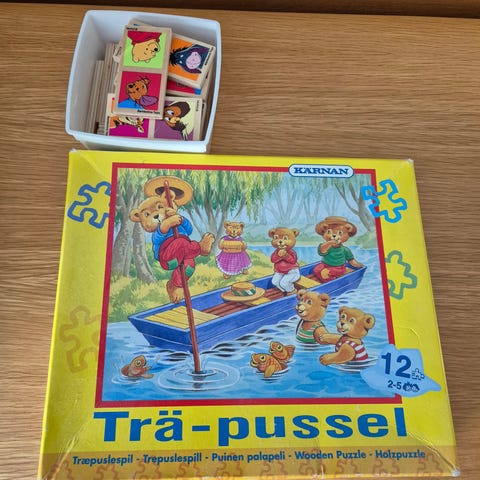 KÄRNAN
12
2-5
Trä-pussel
Træpuslespil - Trepuslespill - Puinen palapeli - Wooden Puzzle - Holzpuzzle